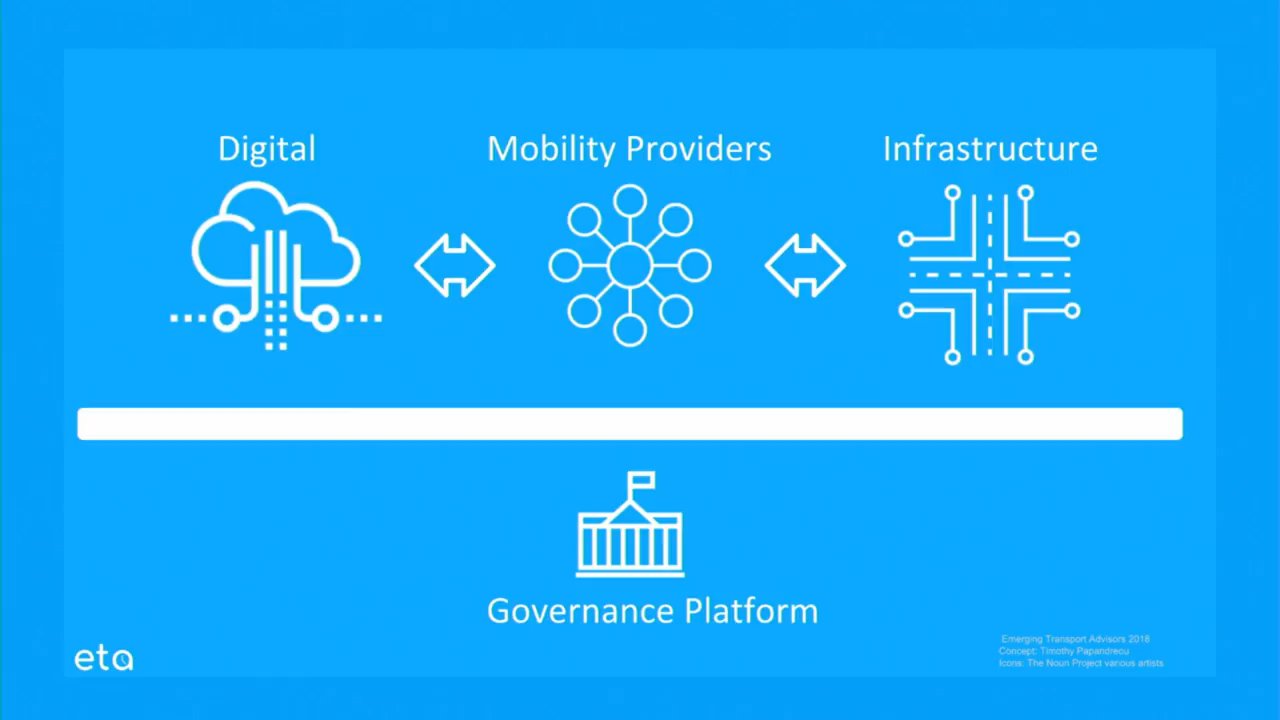 Digital
Mobility Providers
Infrastructure
Governance Platform
eta
Emerging Transport Advisors 2018
Concept: Timothy Papandreou
Icons: The Noun Project various artists